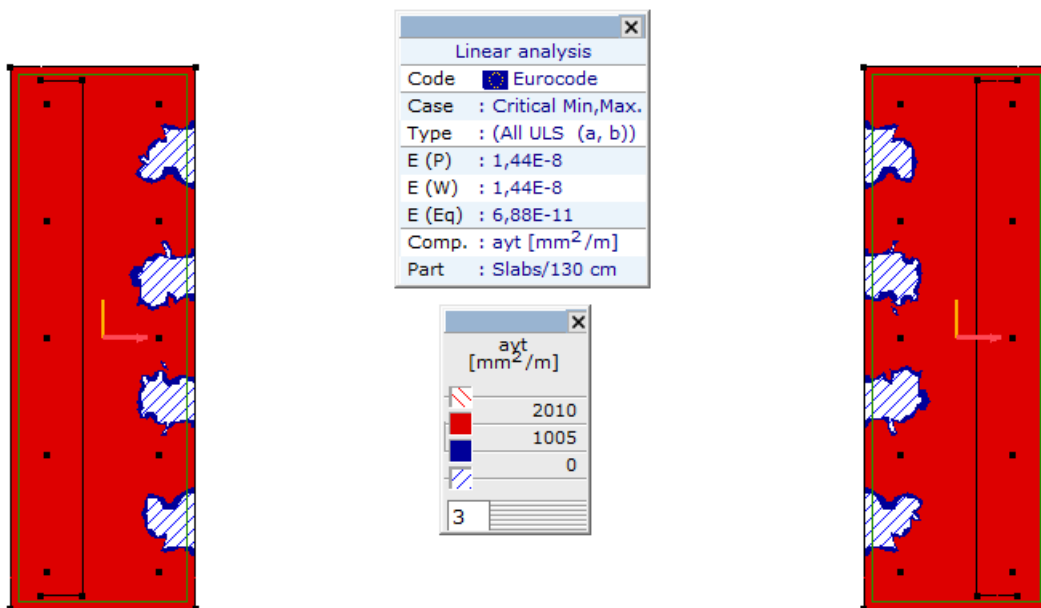 Linear analysis
Code Eurocode
Case : Critical Min,Max.
Type : (All ULS (a, b))
E (P) : 1,44E-8
E (W) : 1,44E-8
E (Eq) : 6,88E-11
Comp. : ayt [mm2/m]
Part : Slabs/130 cm
ayt
[mm2/m]
2010
1005
0
3